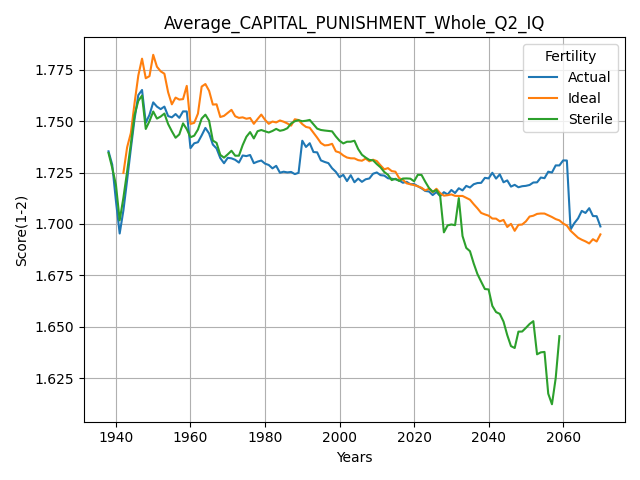 Average_CAPITAL_PUNISHMENT_Whole_Q2_IQ
Fertility
Actual
Ideal
Sterile
Score(1-2)
1.775
1.750
1.725
1.700
1.675
1.650
1.625
1940 1960 1980 2000 2020 2040 2060
Years